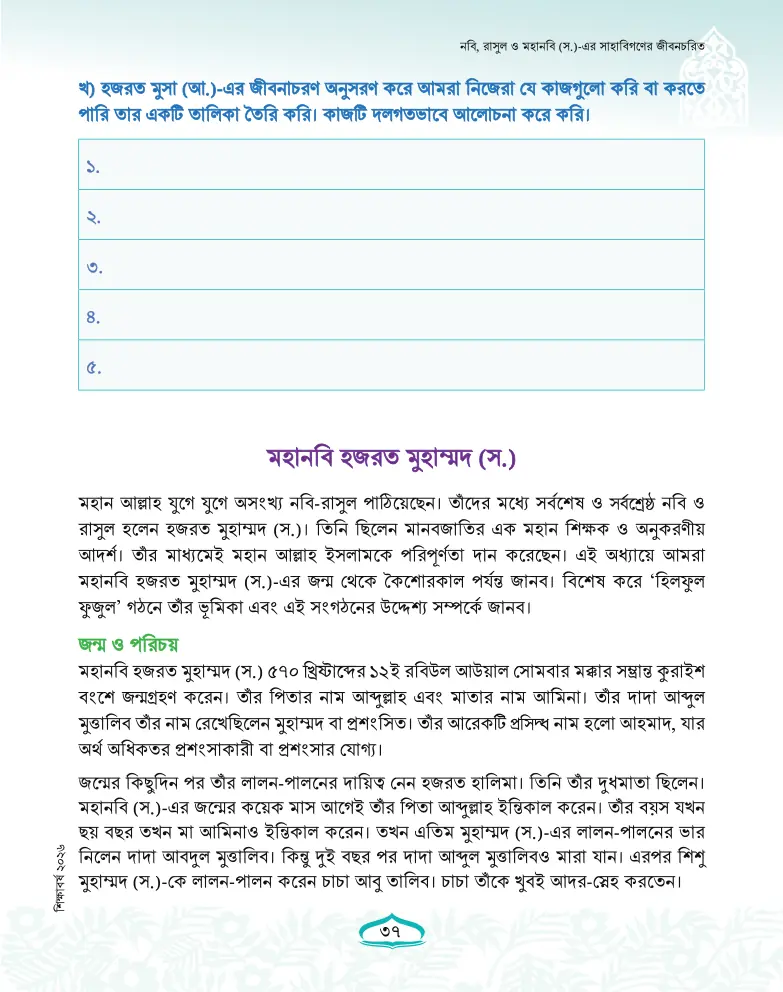 নবি, রাসুল ও মহানবি (স.)-এর সাহাবিগণের জীবনচরিত
খ) হজরত মুসা (আ.)-এর জীবনাচরণ অনুসরণ করে আমরা নিজেরা যে কাজগুলো করি বা করতে
পারি তার একটি তালিকা তৈরি করি। কাজটি দলগতভাবে আলোচনা করে করি।
১.
২.
৩.
৪.
৫.
মহানবি হজরত মুহাম্মদ (স.)
মহান আল্লাহ যুগে যুগে অসংখ্য নবি-রাসুল পাঠিয়েছেন। তাঁদের মধ্যে সর্বশেষ ও সর্বশ্রেষ্ঠ নবি ও
রাসুল হলেন হজরত মুহাম্মদ (স.)। তিনি ছিলেন মানবজাতির এক মহান শিক্ষক ও অনুকরণীয়
আদর্শ। তাঁর মাধ্যমেই মহান আল্লাহ ইসলামকে পরিপূর্ণতা দান করেছেন। এই অধ্যায়ে আমরা
মহানবি হজরত মুহাম্মদ (স.)-এর জন্ম থেকে কৈশোরকাল পর্যন্ত জানব। বিশেষ করে ‘হিলফুল
ফুজুল’ গঠনে তাঁর ভূমিকা এবং এই সংগঠনের উদ্দেশ্য সম্পর্কে জানব।
জন্ম ও পরিচয়
মহানবি হজরত মুহাম্মদ (স.) ৫৭০ খ্রিষ্টাব্দের ১২ই রবিউল আউয়াল সোমবার মক্কার সম্ভ্রান্ত কুরাইশ
বংশে জন্মগ্রহণ করেন। তাঁর পিতার নাম আব্দুল্লাহ এবং মাতার নাম আমিনা। তাঁর দাদা আব্দুল
মুত্তালিব তাঁর নাম রেখেছিলেন মুহাম্মদ বা প্রশংসিত। তাঁর আরেকটি প্রসিদ্ধ নাম হলো আহমাদ, যার
অর্থ অধিকতর প্রশংসাকারী বা প্রশংসার যোগ্য।
জন্মের কিছুদিন পর তাঁর লালন-পালনের দায়িত্ব নেন হজরত হালিমা। তিনি তাঁর দুধমাতা ছিলেন।
মহানবি (স.)-এর জন্মের কয়েক মাস আগেই তাঁর পিতা আব্দুল্লাহ ইন্তিকাল করেন। তাঁর বয়স যখন
ছয় বছর তখন মা আমিনাও ইন্তিকাল করেন। তখন এতিম মুহাম্মদ (স.)-এর লালন-পালনের ভার
নিলেন দাদা আবদুল মুত্তালিব। কিন্তু দুই বছর পর দাদা আব্দুল মুত্তালিবও মারা যান। এরপর শিশু
মুহাম্মদ (স.)-কে লালন-পালন করেন চাচা আবু তালিব। চাচা তাঁকে খুবই আদর-স্নেহ করতেন।
শিক্ষাবর্ষ ২০২৬
৩৭